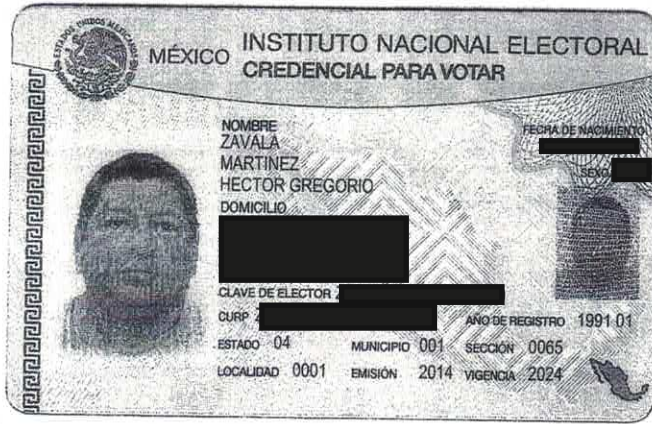 ESTADOS UNIDOS MEXICANOS
MÉXICO
INSTITUTO NACIONAL ELECTORAL
CREDENCIAL PARA VOTAR
NOMBRE
ZAVALA
MARTINEZ
HECTOR GREGORIO
FECHA DE NACIMIENTO
SEXO
DOMICILIO
CLAVE DE ELECTOR
CURP
AÑO DE REGISTRO 1991 01
ESTADO 04 MUNICIPIO 001 SECCIÓN 0065
LOCALIDAD 0001 EMISIÓN 2014 VIGENCIA 2024